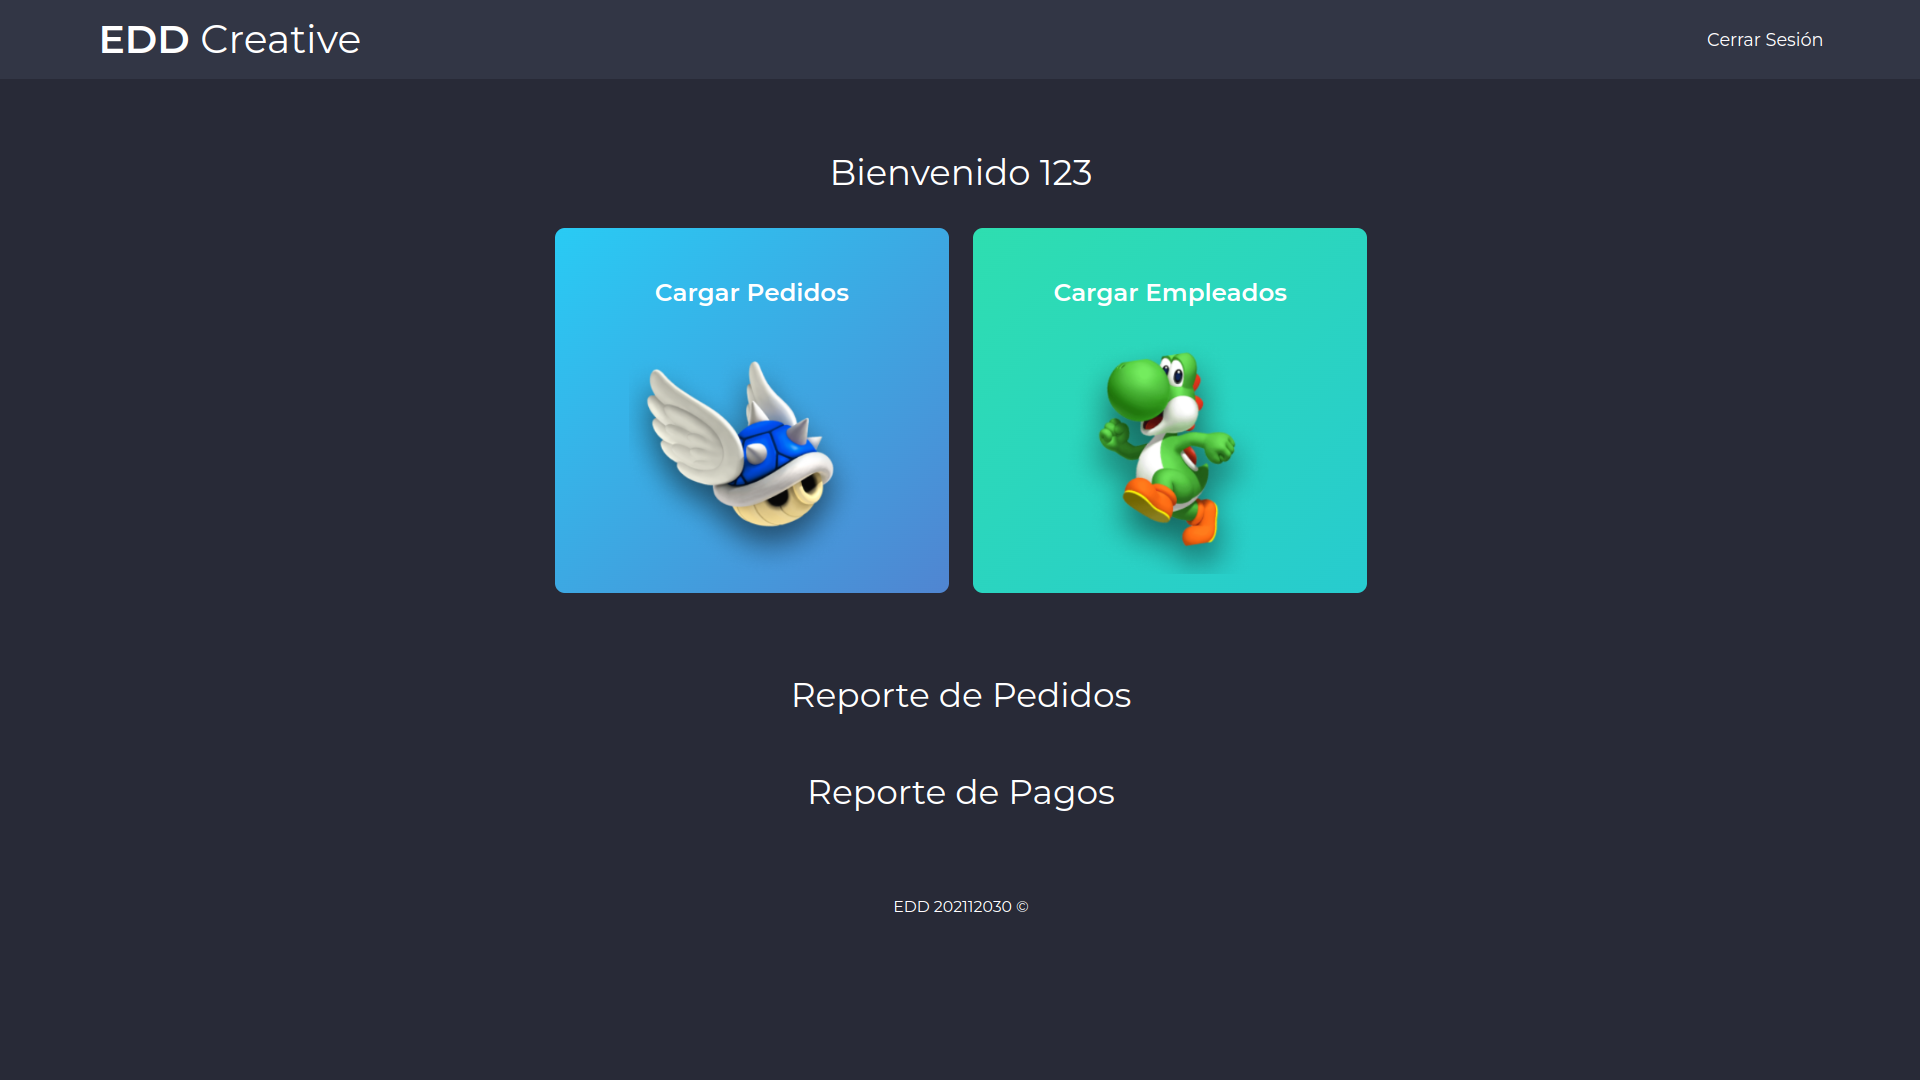 EDD Creative
Cerrar Sesión
Bienvenido 123
Cargar Pedidos
Cargar Empleados
Reporte de Pedidos
Reporte de Pagos
EDD 202112030 ©